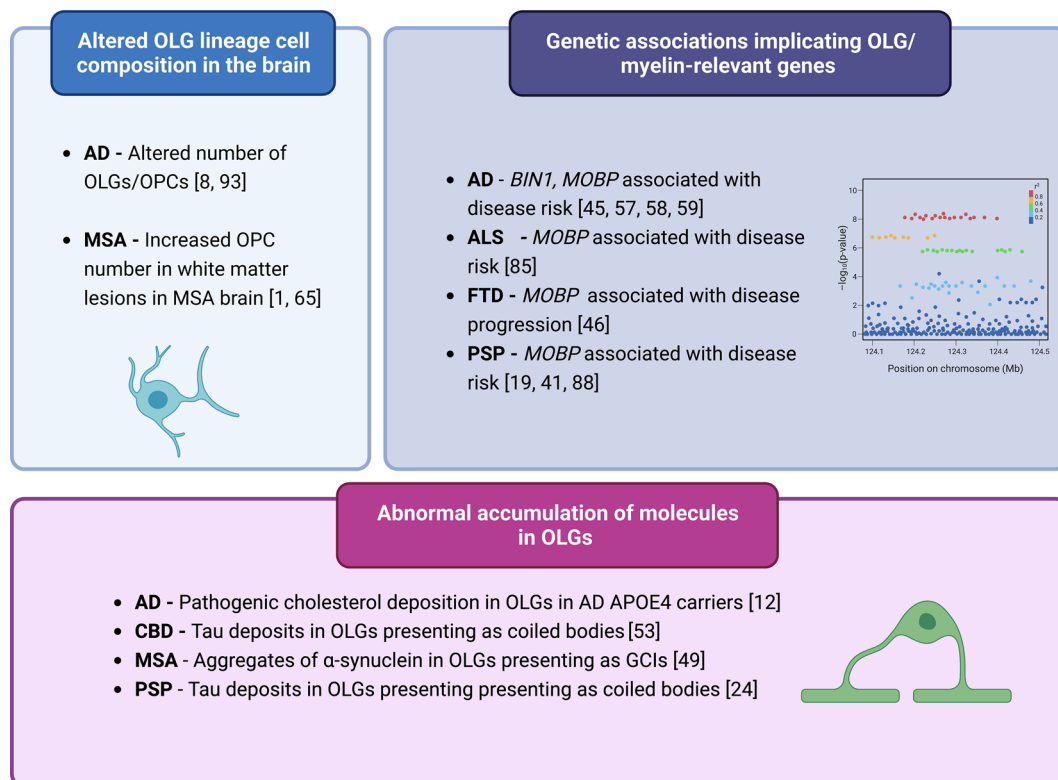 Altered OLG lineage cell
composition in the brain
• AD - Altered number of
OLGs/OPCs [8, 93]
• MSA - Increased OPC
number in white matter
lesions in MSA brain [1, 65]
Genetic associations implicating OLG/
myelin-relevant genes
• AD - BIN1, MOBP associated with
disease risk [45, 57, 58, 59]
• ALS - MOBP associated with disease
risk [85]
• FTD - MOBP associated with disease
progression [46]
• PSP - MOBP associated with disease
risk [19, 41, 88]
r²
0.8
0.6
0.4
0.2
10
8
6
4
2
0
−log₁₀(p-value)
124.1 124.2 124.3 124.4 124.5
Position on chromosome (Mb)
Abnormal accumulation of molecules
in OLGs
• AD - Pathogenic cholesterol deposition in OLGs in AD APOE4 carriers [12]
• CBD - Tau deposits in OLGs presenting as coiled bodies [53]
• MSA - Aggregates of α-synuclein in OLGs presenting as GCIs [49]
• PSP - Tau deposits in OLGs presenting presenting as coiled bodies [24]